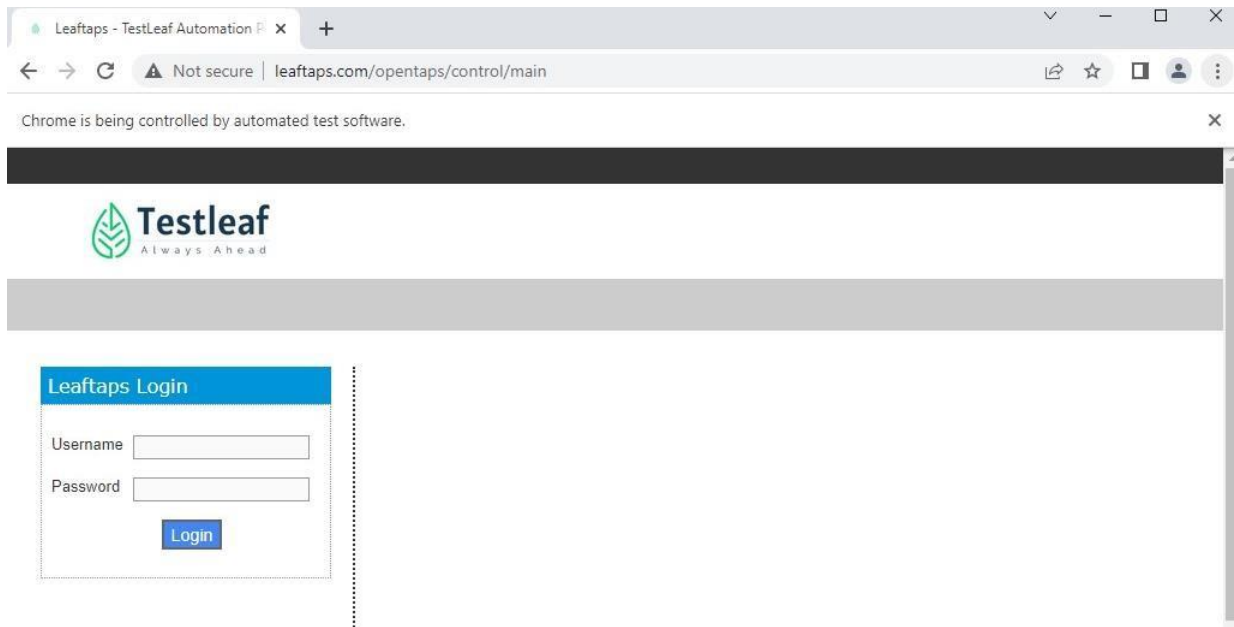 Leaftaps - TestLeaf Automation P
Not secure | leaftaps.com/opentaps/control/main
Chrome is being controlled by automated test software.
Testleaf
Always Ahead
Leaftaps Login
Username
Password
Login